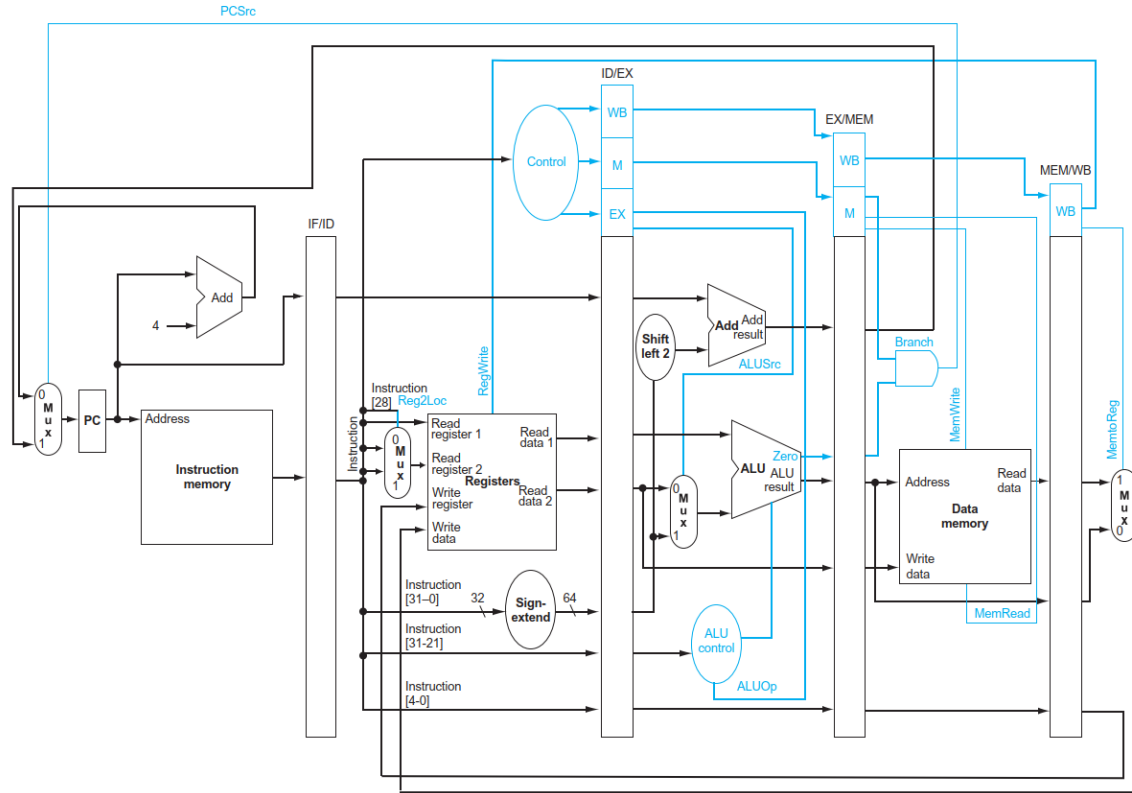 PCSrc
ID/EX
WB
EX/MEM
Control
M
WB
MEM/WB
EX
M
WB
IF/ID
Add
4
Add
Add
result
Shift
left 2
ALUSrc
Branch
RegWrite
MemWrite
MemtoReg
Instruction
[28]
Reg2Loc
0
M
u
x
1
PC
Address
Instruction
memory
Instruction
Read
register 1
Read
data 1
0
M
u
x
1
Read
register 2
Registers
Write
register
Read
data 2
Write
data
Zero
ALU
ALU
result
0
M
u
x
1
Address
Read
data
Data
memory
Write
data
1
M
u
x
0
Instruction
[31–0]
32
Sign-
extend
64
Instruction
[31-21]
ALU
control
MemRead
ALUOp
Instruction
[4-0]